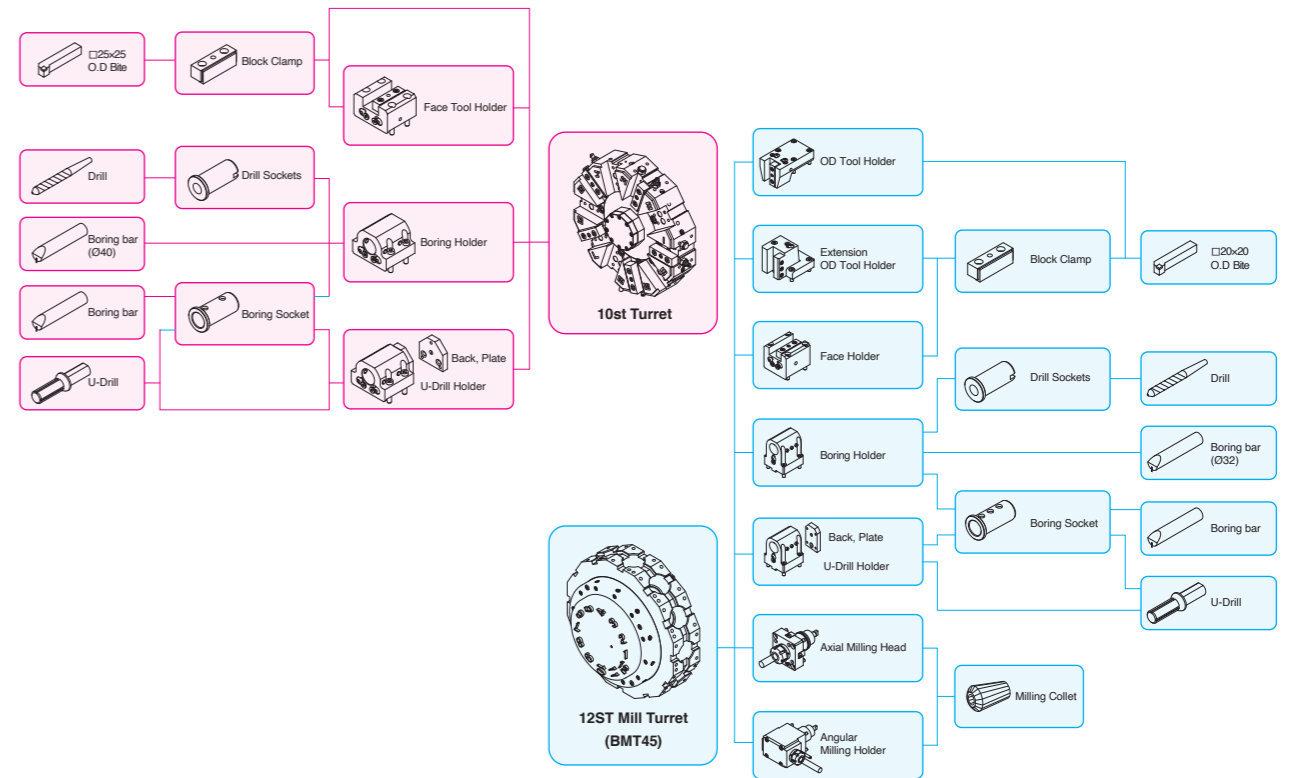 □25×25
O.D Bite
Block Clamp
Face Tool Holder
Drill
Drill Sockets
Boring bar
(Ø40)
Boring Holder
Boring bar
Boring Socket
U-Drill
Back, Plate
U-Drill Holder
10st Turret
OD Tool Holder
Extension
OD Tool Holder
Block Clamp
□20×20
O.D Bite
Face Holder
Drill Sockets
Drill
Boring Holder
Boring bar
(Ø32)
Boring Socket
Boring bar
Back, Plate
U-Drill Holder
U-Drill
Axial Milling Head
Milling Collet
Angular
Milling Holder
12ST Mill Turret
(BMT45)